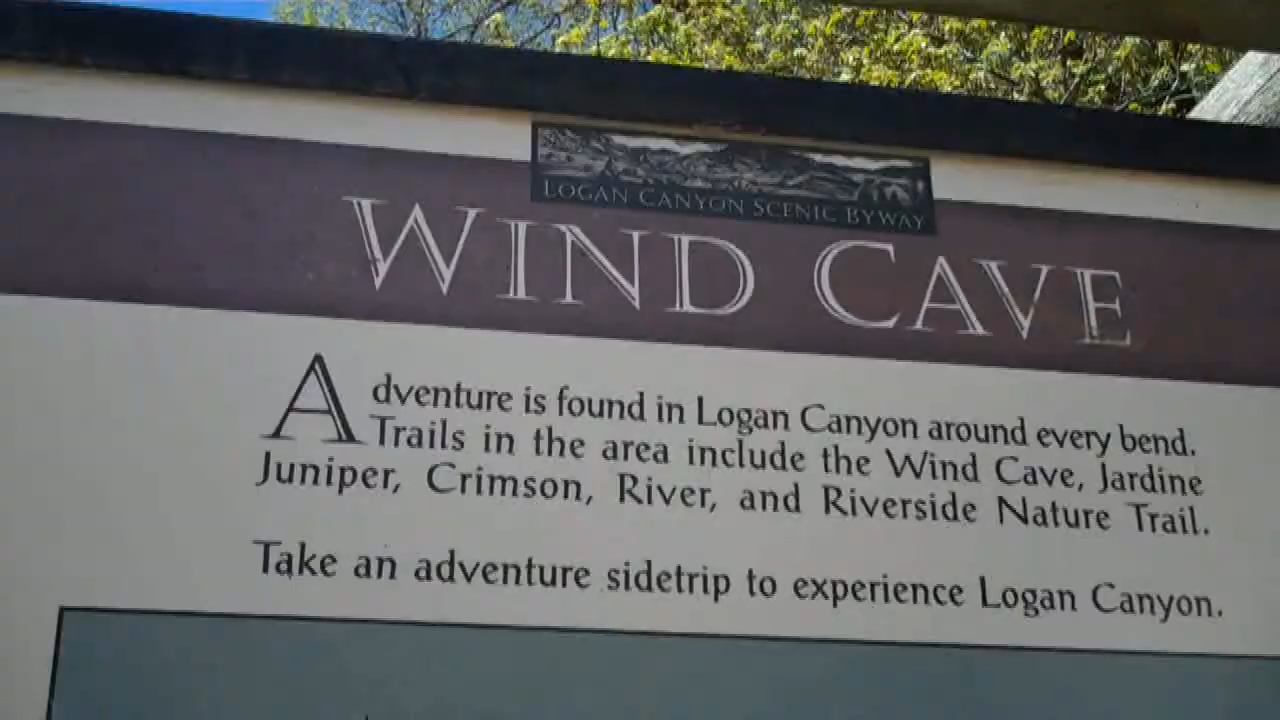 LOGAN CANYON SCENIC BYWAY
WIND CAVE
Adventure is found in Logan Canyon around every bend.
Trails in the area include the Wind Cave, Jardine
Juniper, Crimson, River, and Riverside Nature Trail.
Take an adventure sidetrip to experience Logan Canyon.